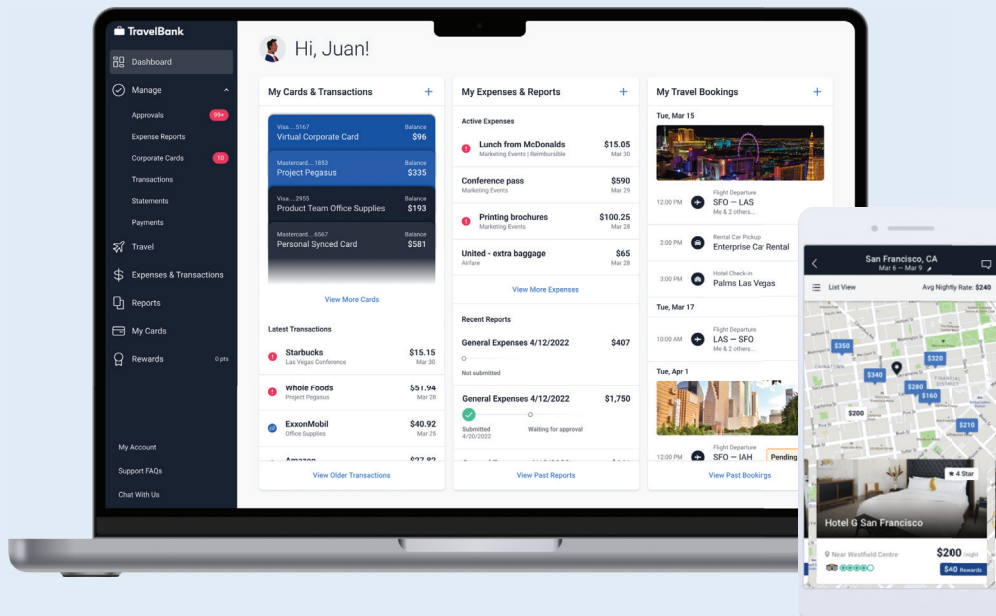 TravelBank
Dashboard
Manage
Approvals 99+
Expense Reports
Corporate Cards 10
Transactions
Statements
Payments
Travel
Expenses & Transactions
Reports
My Cards
Rewards 0 pts
My Account
Support FAQs
Chat With Us
Hi, Juan!
My Cards & Transactions +
Visa....5167 Balance
Virtual Corporate Card $96
Mastercard....1853 Balance
Project Pegasus $335
Visa....2955 Balance
Product Team Office Supplies $193
Mastercard....6567 Balance
Personal Synced Card $581
View More Cards
Latest Transactions
Starbucks $15.15
Las Vegas Conference Mar 30
Whole Foods $51.94
Project Pegasus Mar 28
ExxonMobil $40.92
Office Supplies Mar 25
Amazon $27.82
View Older Transactions
My Expenses & Reports +
Active Expenses
Lunch from McDonalds $15.05
Marketing Events | Reimbursible Mar 30
Conference pass $590
Marketing Events Mar 29
Printing brochures $100.25
Marketing Events Mar 28
United - extra baggage $65
Airfare Mar 28
View More Expenses
Recent Reports
General Expenses 4/12/2022 $407
Not submitted
General Expenses 4/12/2022 $1,750
Submitted Waiting for approval
4/20/2022
View Past Reports
My Travel Bookings +
Tue, Mar 15
Flight Departure
12:00 PM SFO — LAS
Me & 2 others...
Rental Car Pickup
2:00 PM Enterprise Car Rental
Hotel Check-in
3:00 PM Palms Las Vegas
Tue, Mar 17
Flight Departure
10:00 AM LAS — SFO
Me & 2 others...
Tue, Apr 1
Flight Departure
12:00 PM SFO — IAH Pending
View Past Bookings
San Francisco, CA
Mar 6 — Mar 9
List View Avg Nightly Rate: $240
$350
$320
$340
$280
$160
$200
$210
CHINATOWN
FINANCIAL
DISTRICT
4 Star
Hotel G San Francisco
Near Westfield Centre $200 /night
$40 Rewards